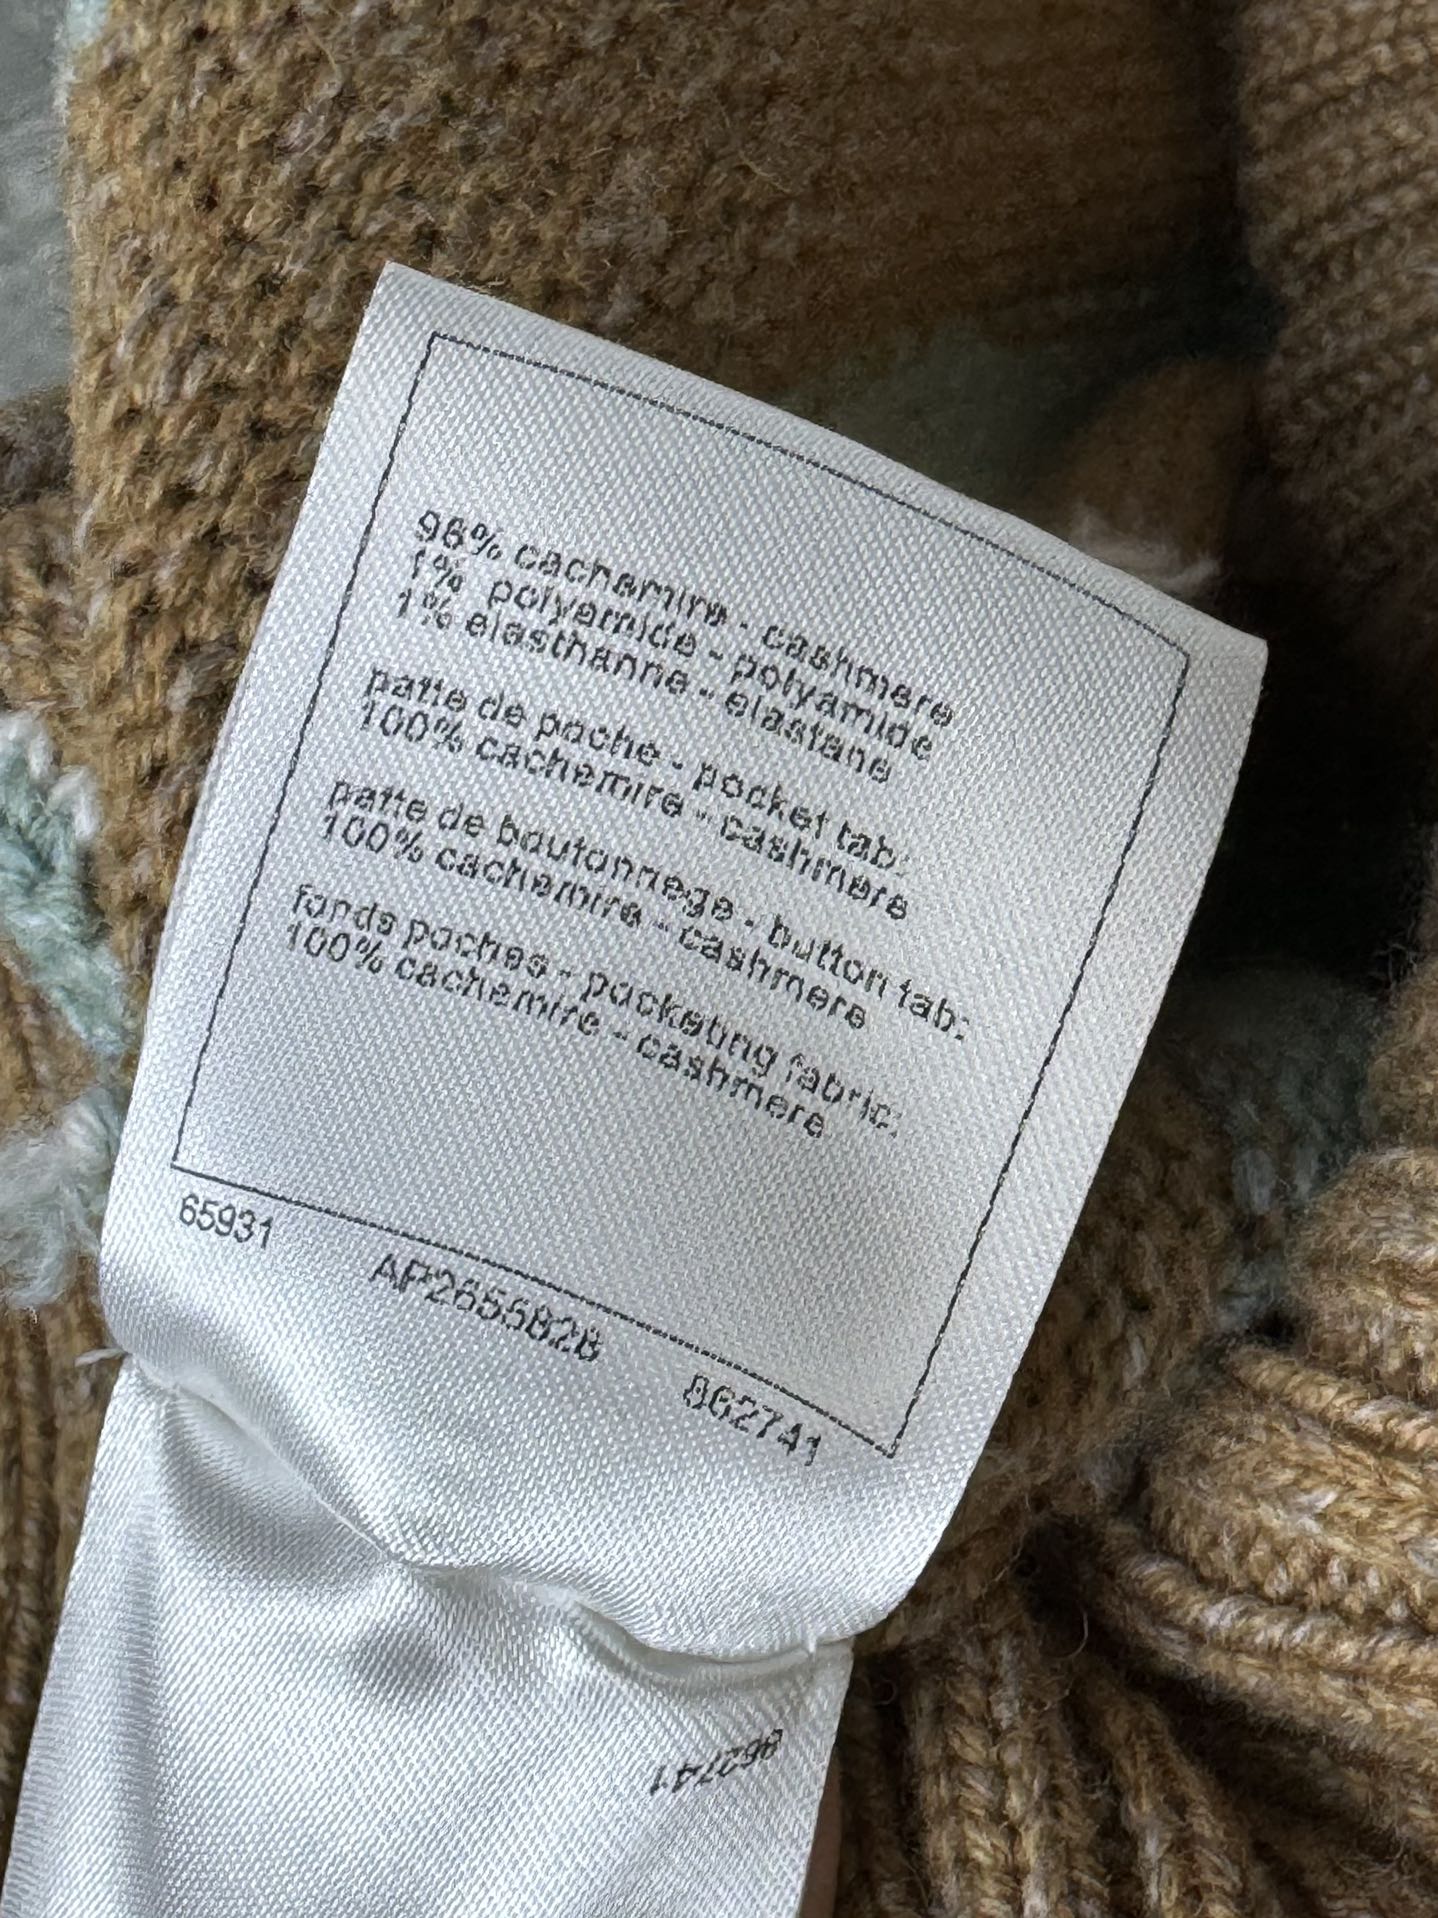 98% cachemire - cashmere
1% polyamide - polyamide
1% elasthanne - elastane
patte de poche - pocket tab:
100% cachemire - cashmere
patte de boutonnage - button tab:
100% cachemire - cashmere
fonds poches - pocketing fabric:
100% cachemire - cashmere
65931
AP2655828
862741
862741